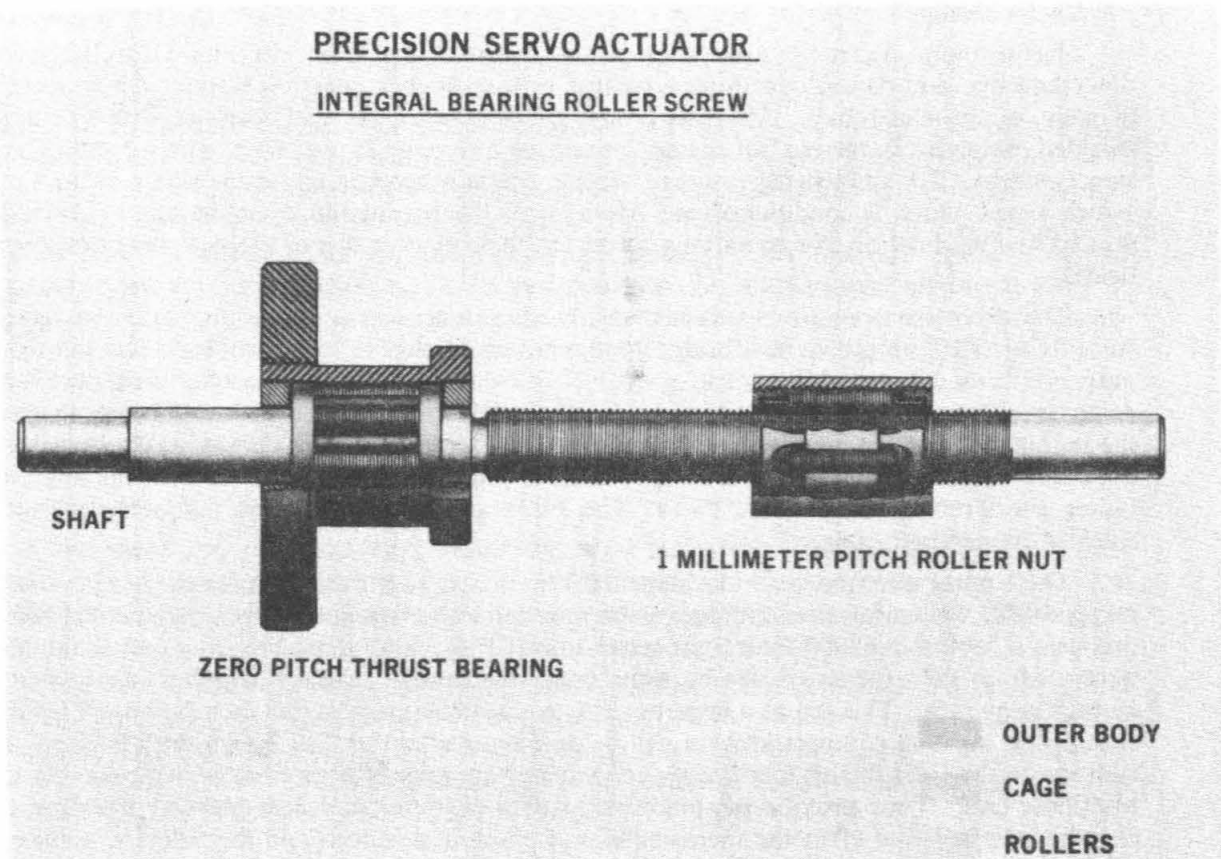 PRECISION SERVO ACTUATOR
INTEGRAL BEARING ROLLER SCREW
SHAFT
1 MILLIMETER PITCH ROLLER NUT
ZERO PITCH THRUST BEARING
OUTER BODY
CAGE
ROLLERS